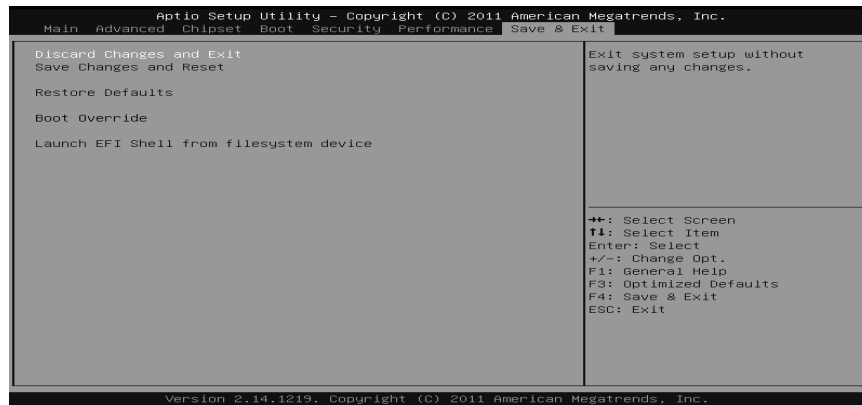 Aptio Setup Utility – Copyright (C) 2011 American Megatrends, Inc.
Main Advanced Chipset Boot Security Performance Save & Exit
Discard Changes and Exit
Save Changes and Reset
Restore Defaults
Boot Override
Launch EFI Shell from filesystem device
Exit system setup without
saving any changes.
→←: Select Screen
↑↓: Select Item
Enter: Select
+/-: Change Opt.
F1: General Help
F3: Optimized Defaults
F4: Save & Exit
ESC: Exit
Version 2.14.1219. Copyright (C) 2011 American Megatrends, Inc.